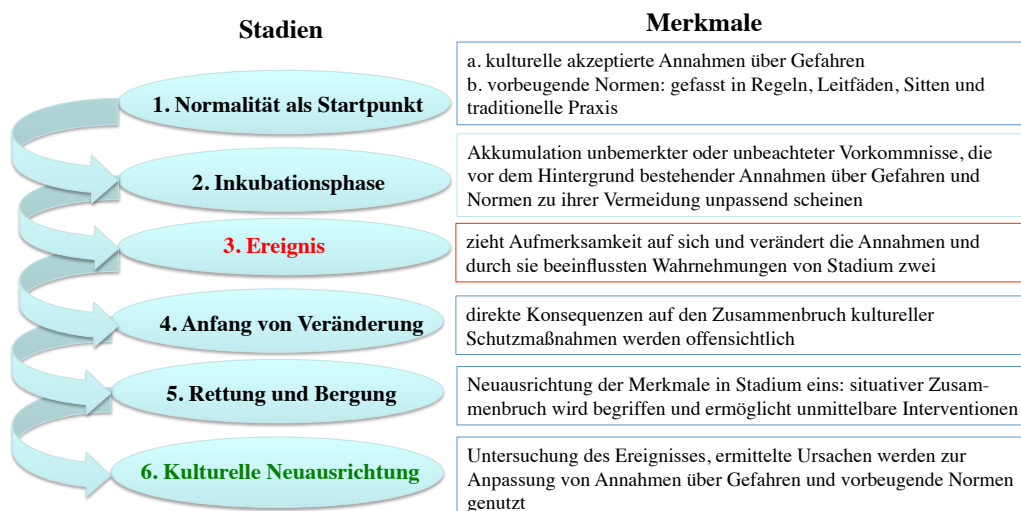 Stadien
Merkmale
1. Normalität als Startpunkt
a. kulturelle akzeptierte Annahmen über Gefahren
b. vorbeugende Normen: gefasst in Regeln, Leitfäden, Sitten und
traditionelle Praxis
2. Inkubationsphase
Akkumulation unbemerkter oder unbeachteter Vorkommnisse, die
vor dem Hintergrund bestehender Annahmen über Gefahren und
Normen zu ihrer Vermeidung unpassend scheinen
3. Ereignis
zieht Aufmerksamkeit auf sich und verändert die Annahmen und
durch sie beeinflussten Wahrnehmungen von Stadium zwei
4. Anfang von Veränderung
direkte Konsequenzen auf den Zusammenbruch kultureller
Schutzmaßnahmen werden offensichtlich
5. Rettung und Bergung
Neuausrichtung der Merkmale in Stadium eins: situativer Zusam-
menbruch wird begriffen und ermöglicht unmittelbare Interventionen
6. Kulturelle Neuausrichtung
Untersuchung des Ereignisses, ermittelte Ursachen werden zur
Anpassung von Annahmen über Gefahren und vorbeugende Normen
genutzt